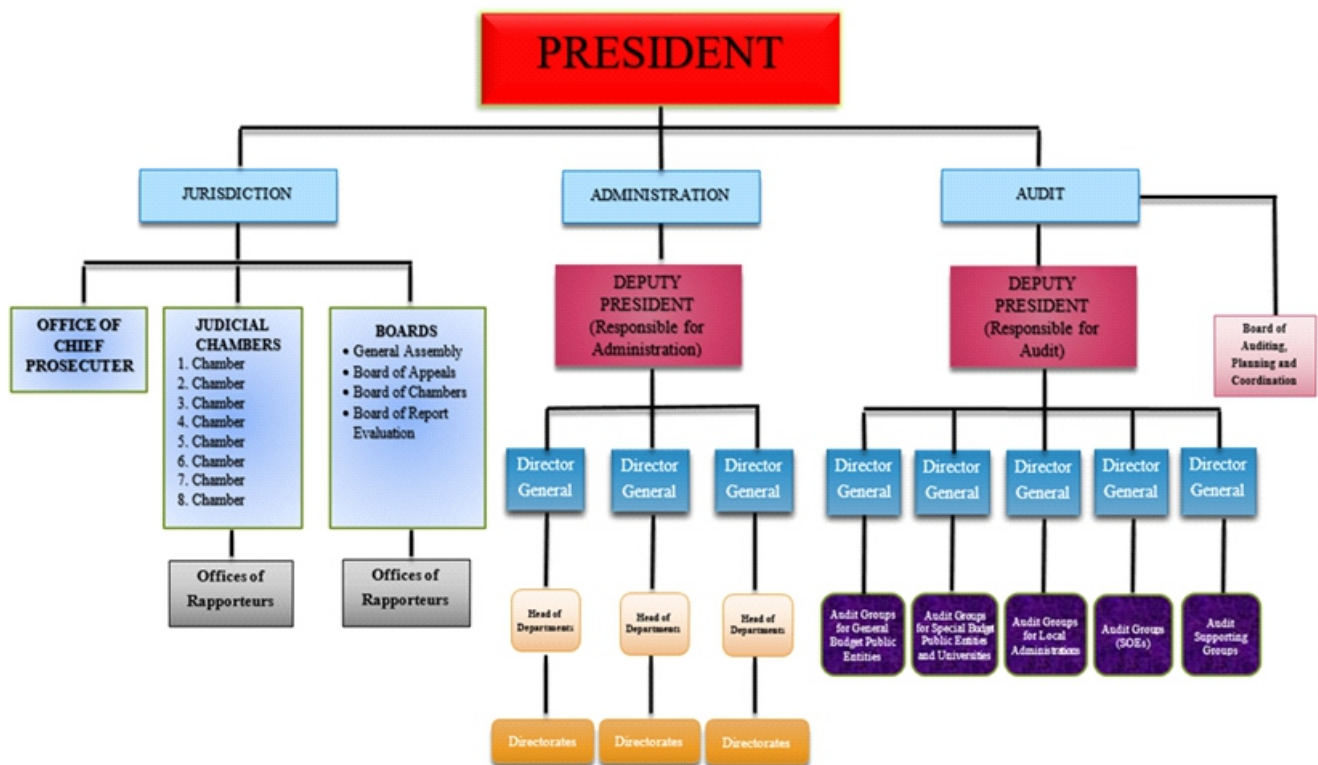 PRESIDENT
JURISDICTION
ADMINISTRATION
AUDIT
OFFICE OF
CHIEF
PROSECUTER
JUDICIAL
CHAMBERS
1. Chamber
2. Chamber
3. Chamber
4. Chamber
5. Chamber
6. Chamber
7. Chamber
8. Chamber
BOARDS
• General Assembly
• Board of Appeals
• Board of Chambers
• Board of Report
Evaluation
Offices of
Rapporteurs
Offices of
Rapporteurs
DEPUTY
PRESIDENT
(Responsible for
Administration)
Director
General
Director
General
Director
General
Head of
Departments
Head of
Departments
Head of
Departments
Directorates
Directorates
Directorates
DEPUTY
PRESIDENT
(Responsible for
Audit)
Board of
Auditing,
Planning and
Coordination
Director
General
Director
General
Director
General
Director
General
Director
General
Audit Groups
for General
Budget Public
Entities
Audit Groups
for Special Budget
Public Entities
and Universities
Audit Groups
for Local
Administrations
Audit Groups
(SOEs)
Audit
Supporting
Groups